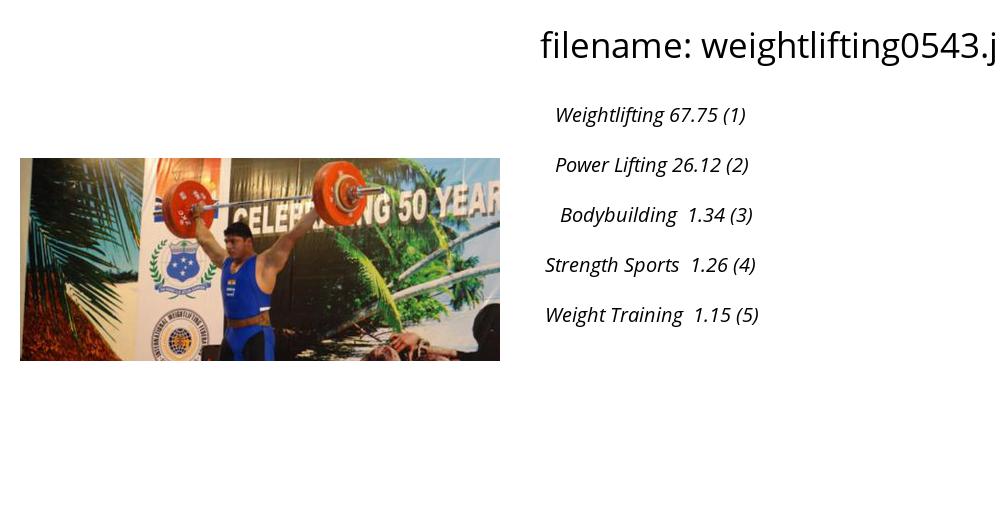 filename: weightlifting0543.j
Weightlifting 67.75 (1)
Power Lifting 26.12 (2)
Bodybuilding 1.34 (3)
Strength Sports 1.26 (4)
Weight Training 1.15 (5)
CELEBRATING 50 YEAR
INTERNATIONAL WEIGHTLIFTING FEDERA